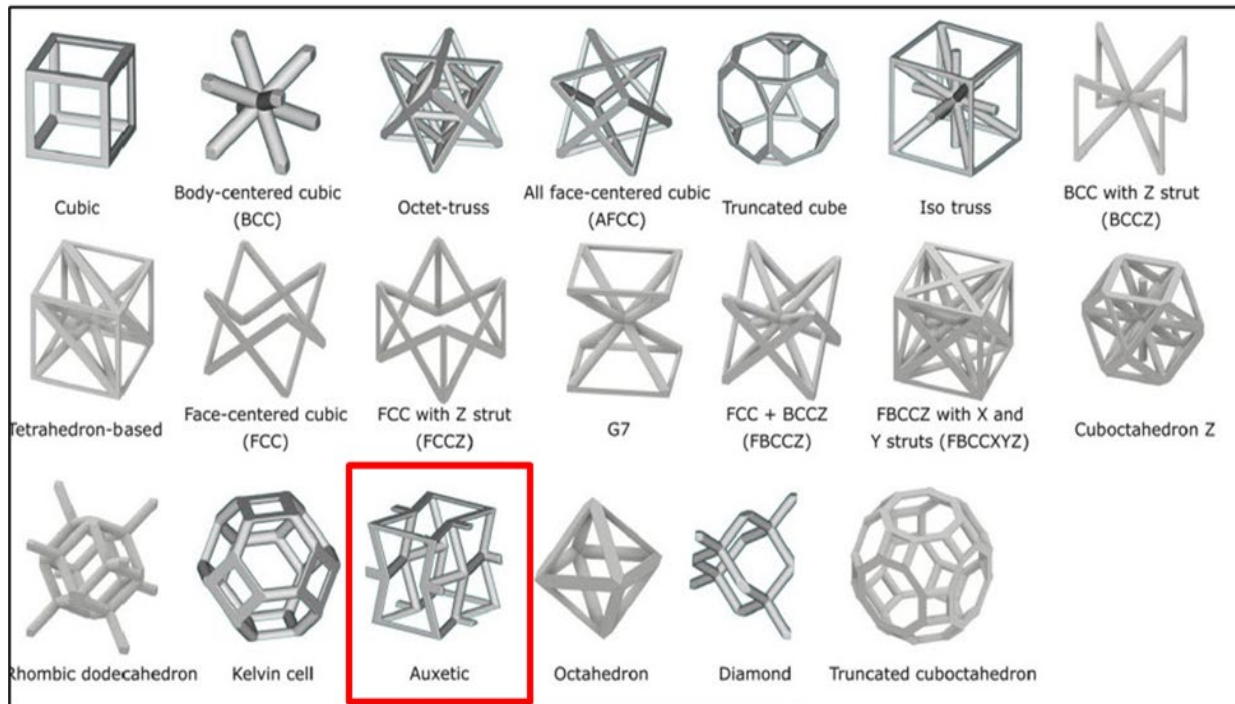 Cubic
Body-centered cubic
(BCC)
Octet-truss
All face-centered cubic
(AFCC)
Truncated cube
Iso truss
BCC with Z strut
(BCCZ)
Tetrahedron-based
Face-centered cubic
(FCC)
FCC with Z strut
(FCCZ)
G7
FCC + BCCZ
(FBCCZ)
FBCCZ with X and
Y struts (FBCCXYZ)
Cuboctahedron Z
Rhombic dodecahedron
Kelvin cell
Auxetic
Octahedron
Diamond
Truncated cuboctahedron